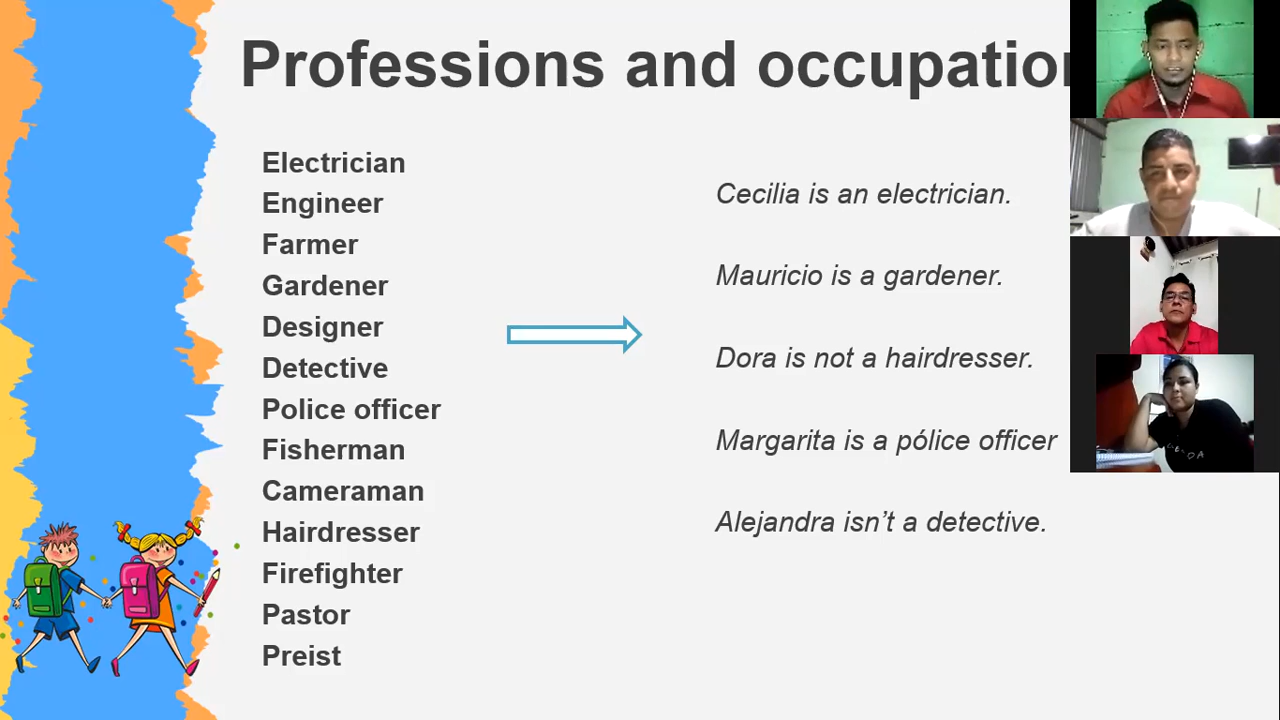 Professions and occupation
Electrician
Engineer
Farmer
Gardener
Designer
Detective
Police officer
Fisherman
Cameraman
Hairdresser
Firefighter
Pastor
Preist
Cecilia is an electrician.
Mauricio is a gardener.
Dora is not a hairdresser.
Margarita is a pólice officer
Alejandra isn’t a detective.